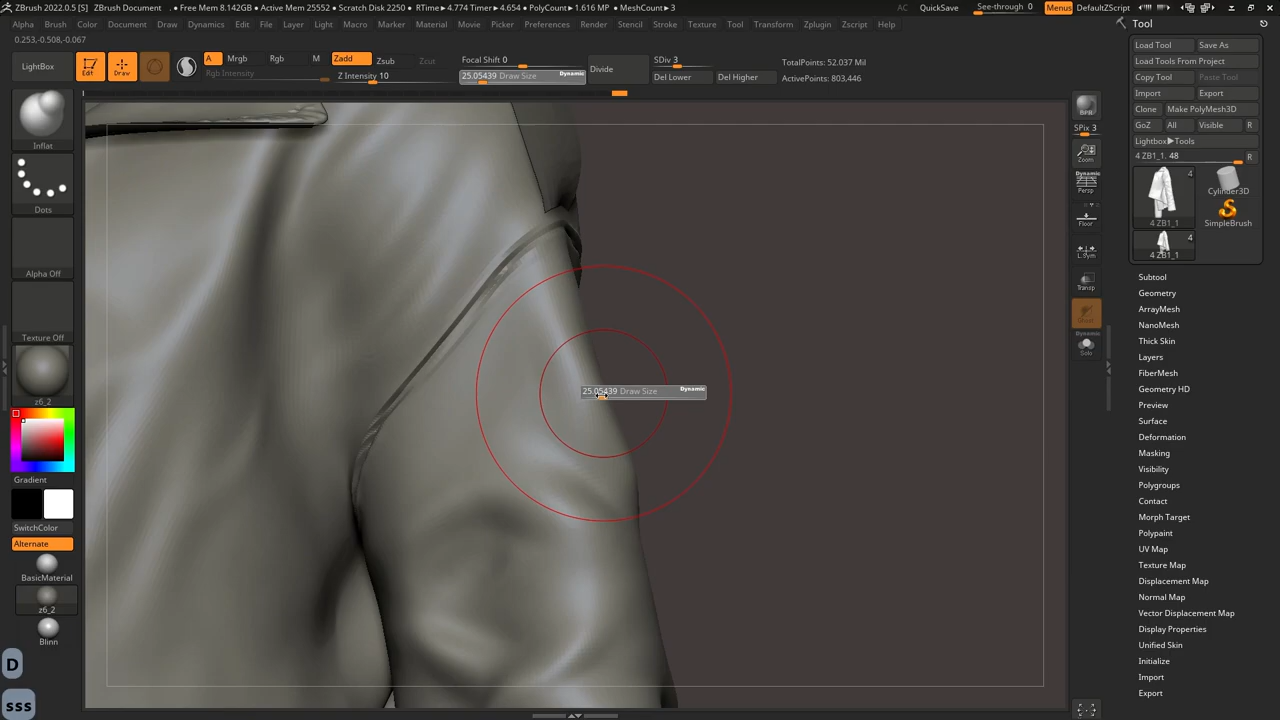 ZBrush 2022.0.5 [S] ZBrush Document . ● Free Mem 8.142GB ● Active Mem 25552 ● Scratch Disk 2250 ● RTime►4.774 Timer►4.654 ● PolyCount►1.616 MP ● MeshCount►3 AC QuickSave See-through 0 Menus DefaultZScript
Alpha Brush Color Document Draw Dynamics Edit File Layer Light Macro Marker Material Movie Picker Preferences Render Stencil Stroke Texture Tool Transform Zplugin Zscript Help
0.253,-0.508,-0.067
LightBox
Edit
Draw
A Mrgb Rgb M
Rgb Intensity
Zadd Zsub Zcut
Z Intensity 10
Focal Shift 0
25.05439 Draw Size Dynamic
Divide
SDiv 3
Del Lower Del Higher
TotalPoints: 52.037 Mil
ActivePoints: 803,446
Inflat
Dots
Alpha Off
Texture Off
z6_2
Gradient
SwitchColor
Alternate
BasicMaterial
z6_2
Blinn
D
sss
25.05439 Draw Size Dynamic
BPR
SPix 3
Zoom
Dynamic
Persp
Floor
L.Sym
Transp
Ghost
Dynamic
Solo
Tool
Load Tool Save As
Load Tools From Project
Copy Tool Paste Tool
Import Export
Clone Make PolyMesh3D
GoZ All Visible R
Lightbox►Tools
4 ZB1_1. 48 R
4
4 ZB1_1
Cylinder3D
SimpleBrush
4
4 ZB1_1
Subtool
Geometry
ArrayMesh
NanoMesh
Thick Skin
Layers
FiberMesh
Geometry HD
Preview
Surface
Deformation
Masking
Visibility
Polygroups
Contact
Morph Target
Polypaint
UV Map
Texture Map
Displacement Map
Normal Map
Vector Displacement Map
Display Properties
Unified Skin
Initialize
Import
Export